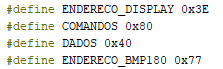 #define ENDERECO_DISPLAY 0x3E
#define COMANDOS 0x80
#define DADOS 0x40
#define ENDERECO_BMP180 0x77